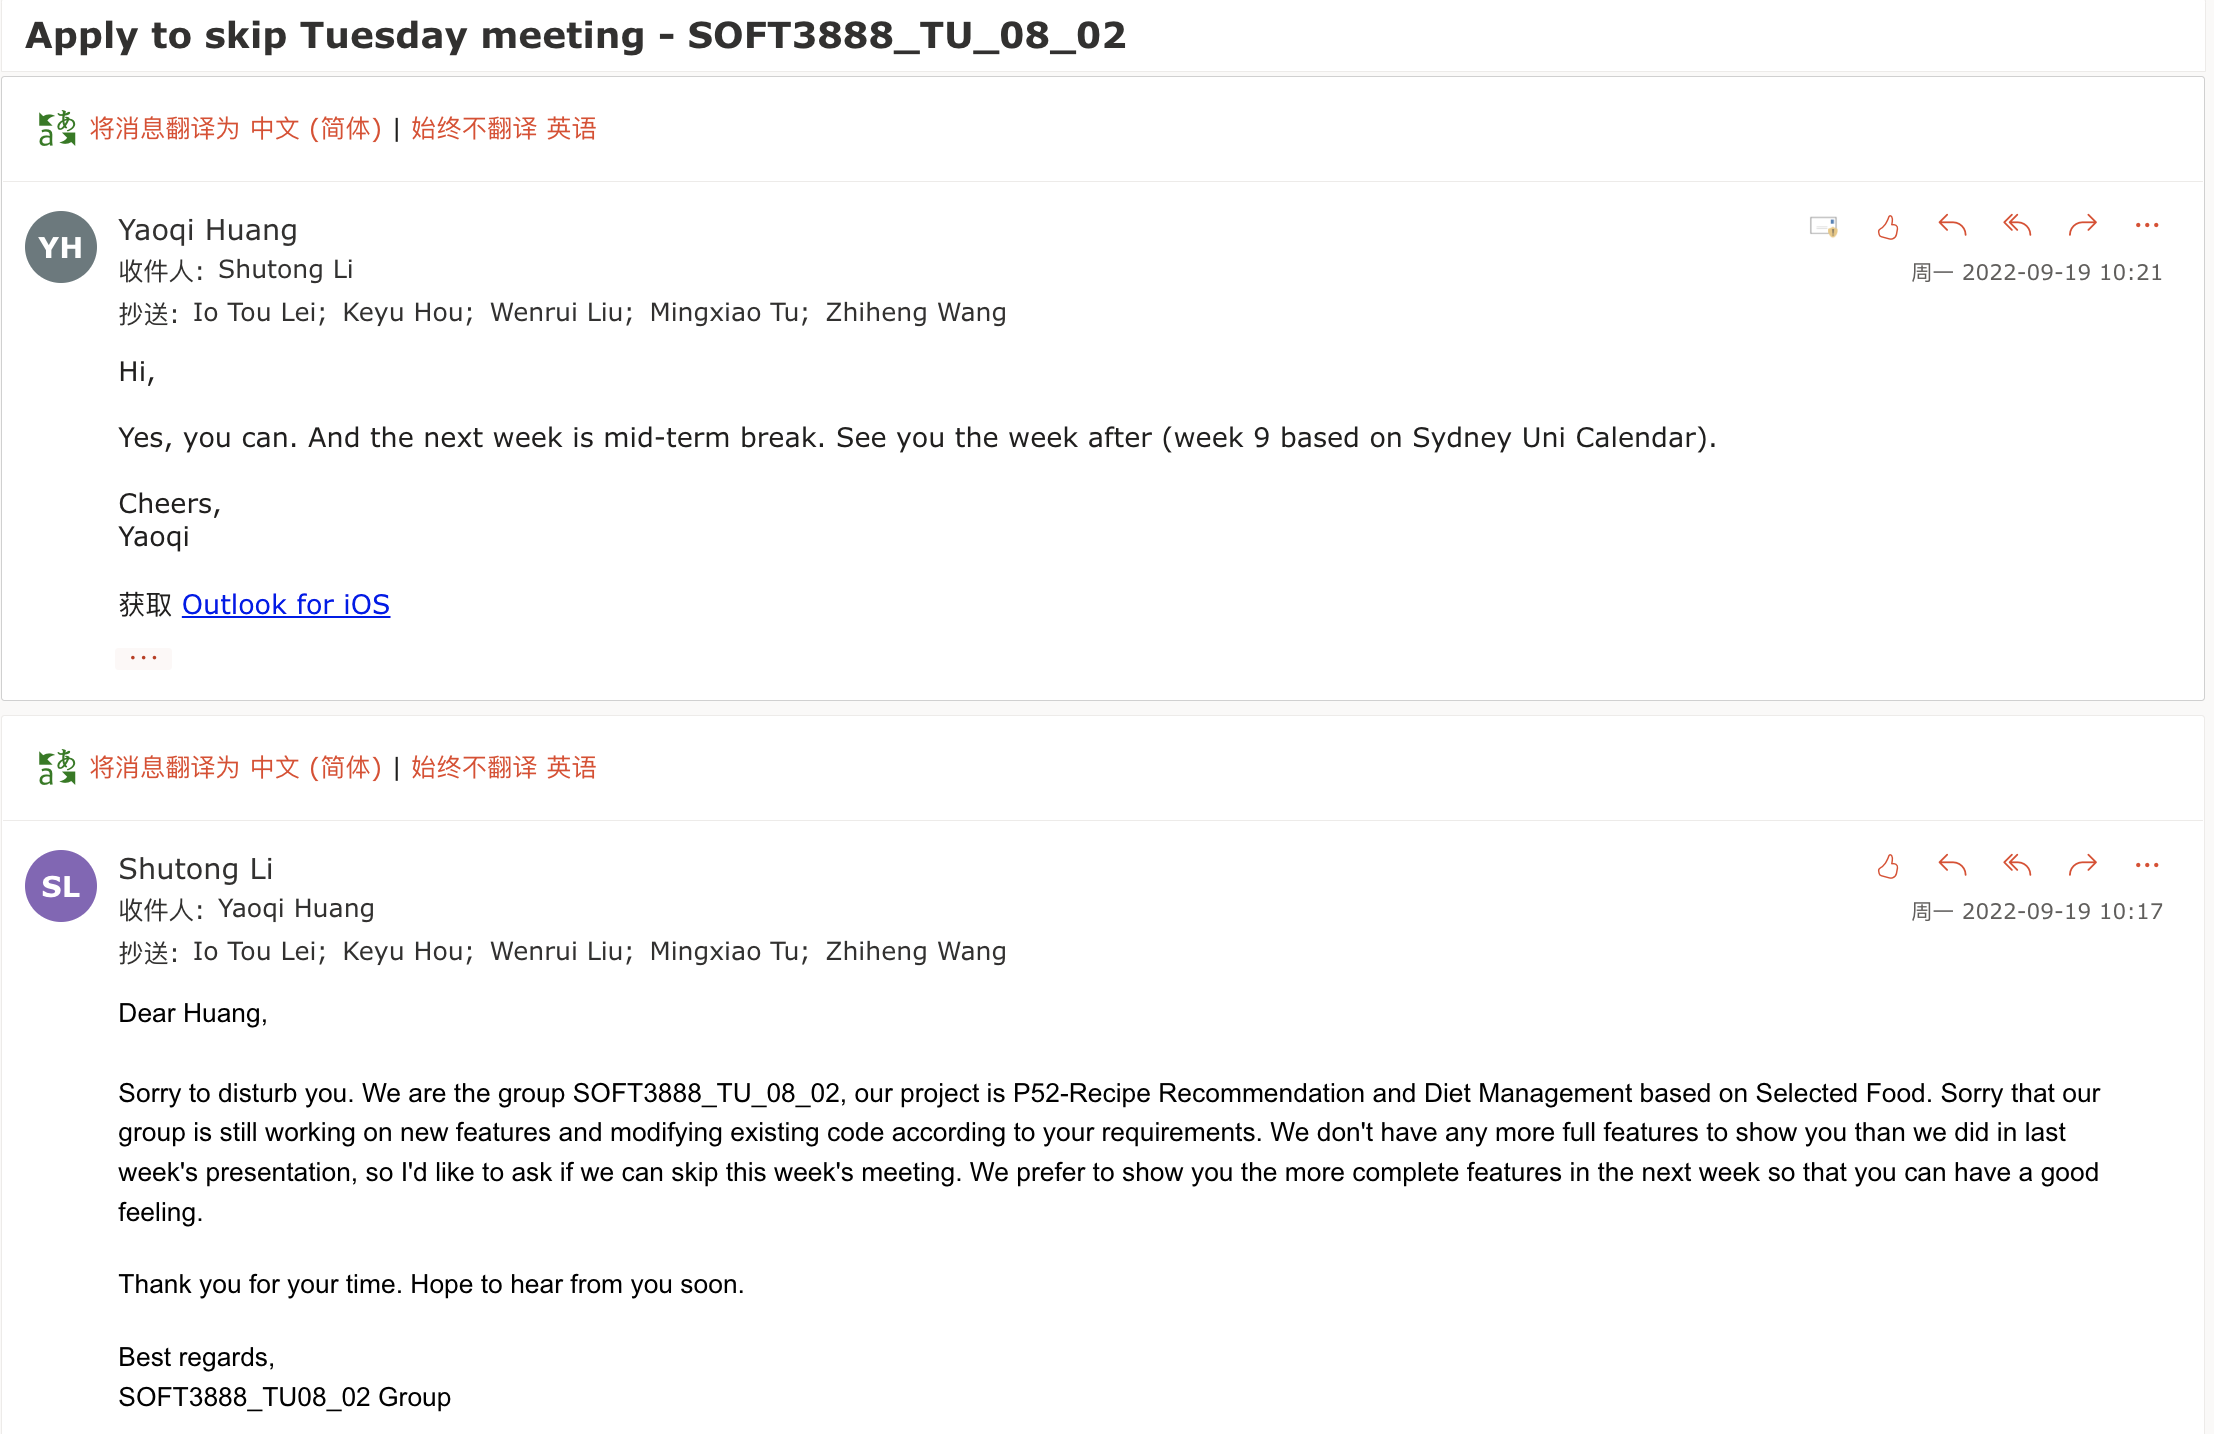 Apply to skip Tuesday meeting - SOFT3888_TU_08_02
将消息翻译为 中文 (简体) | 始终不翻译 英语
YH
Yaoqi Huang
收件人: Shutong Li
周一 2022-09-19 10:21
抄送: Io Tou Lei; Keyu Hou; Wenrui Liu; Mingxiao Tu; Zhiheng Wang
Hi,
Yes, you can. And the next week is mid-term break. See you the week after (week 9 based on Sydney Uni Calendar).
Cheers,
Yaoqi
获取 Outlook for iOS
...
将消息翻译为 中文 (简体) | 始终不翻译 英语
SL
Shutong Li
收件人: Yaoqi Huang
周一 2022-09-19 10:17
抄送: Io Tou Lei; Keyu Hou; Wenrui Liu; Mingxiao Tu; Zhiheng Wang
Dear Huang,
Sorry to disturb you. We are the group SOFT3888_TU_08_02, our project is P52-Recipe Recommendation and Diet Management based on Selected Food. Sorry that our
group is still working on new features and modifying existing code according to your requirements. We don't have any more full features to show you than we did in last
week's presentation, so I'd like to ask if we can skip this week's meeting. We prefer to show you the more complete features in the next week so that you can have a good
feeling.
Thank you for your time. Hope to hear from you soon.
Best regards,
SOFT3888_TU08_02 Group